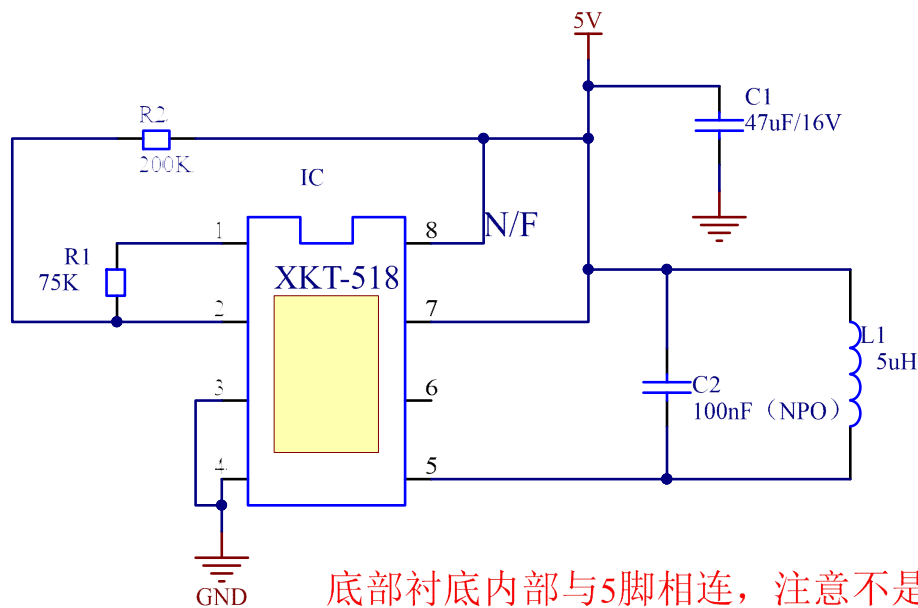 5V
C1
47uF/16V
R2
200K
IC
1
8
N/F
R1
75K
XKT-518
2
7
L1
5uH
3
6
C2
100nF（NPO）
4
5
GND
底部衬底内部与5脚相连，注意不是